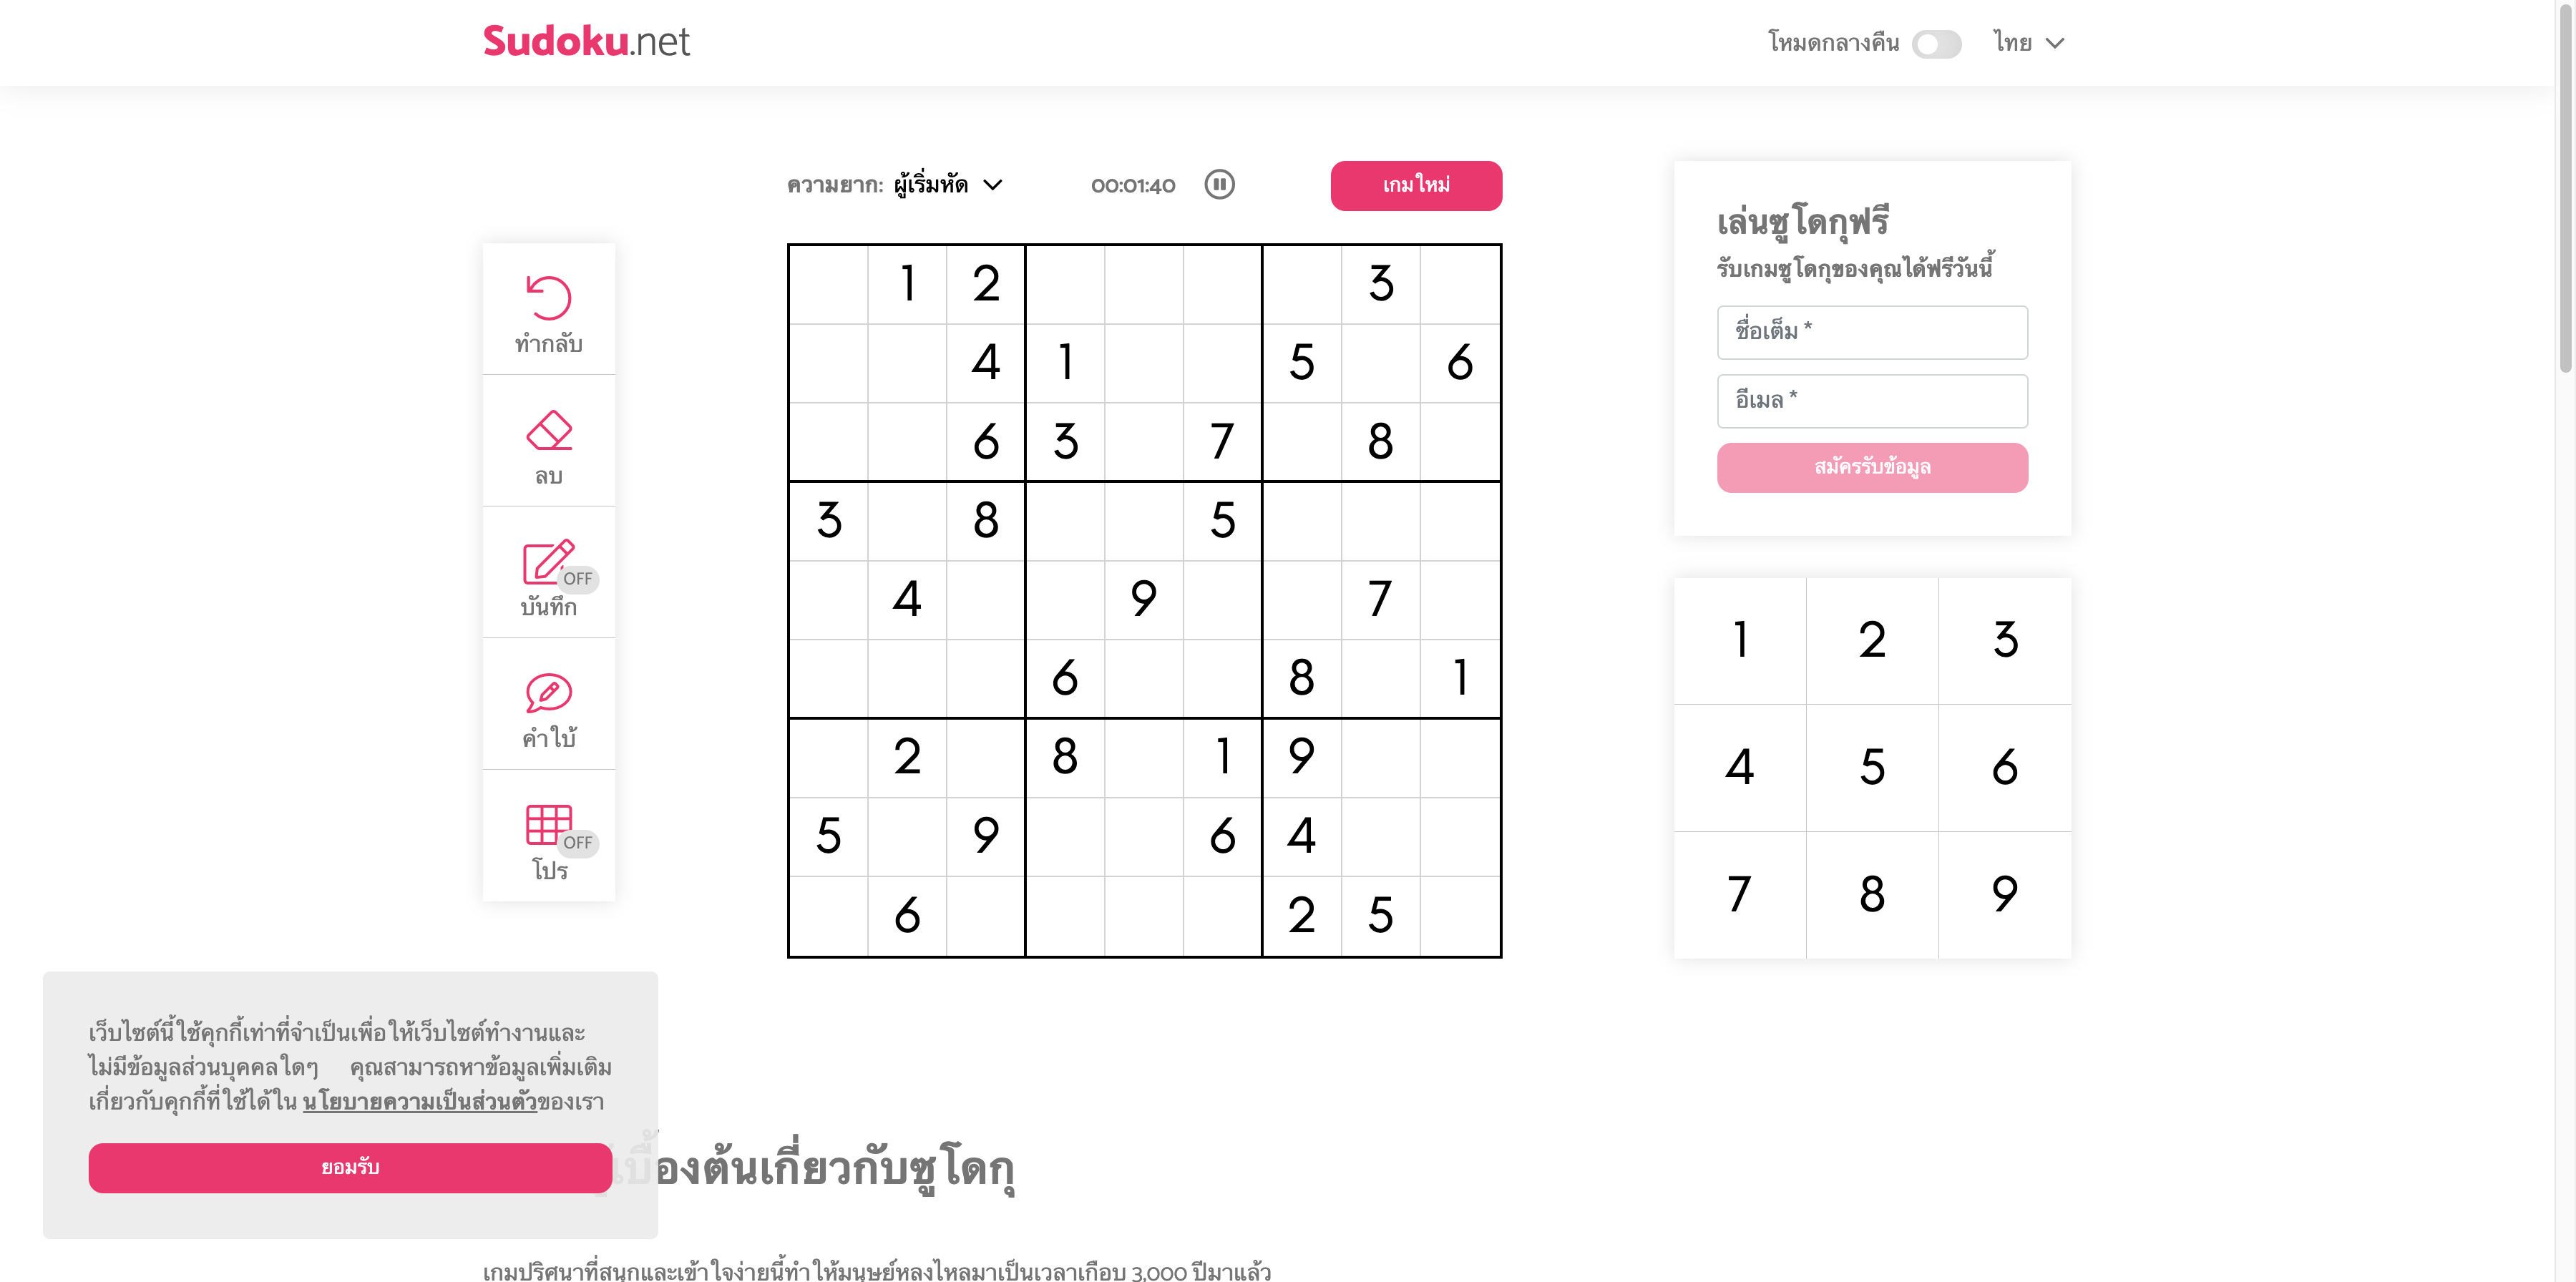 Sudoku.net
โหมดกลางคืน ไทย
ความยาก: ผู้เริ่มหัด 00:01:40 เกมใหม่
ทำกลับ
ลบ
OFF
บันทึก
คำใบ้
OFF
โปร
1 2 3
4 1 5 6
6 3 7 8
3 8 5
4 9 7
6 8 1
2 8 1 9
5 9 6 4
6 2 5
เล่นซูโดกุฟรี
รับเกมซูโดกุของคุณได้ฟรีวันนี้
ชื่อเต็ม *
อีเมล *
สมัครรับข้อมูล
1 2 3
4 5 6
7 8 9
เว็บไซต์นี้ใช้คุกกี้เท่าที่จำเป็นเพื่อให้เว็บไซต์ทำงานและ
ไม่มีข้อมูลส่วนบุคคลใดๆ คุณสามารถหาข้อมูลเพิ่มเติม
เกี่ยวกับคุกกี้ที่ใช้ได้ใน นโยบายความเป็นส่วนตัวของเรา
ยอมรับ
เบื้องต้นเกี่ยวกับซูโดกุ
เกมปริศนาที่สนุกและเข้าใจง่ายนี้ทำให้มนุษย์หลงไหลมาเป็นเวลาเกือบ 3,000 ปีมาแล้ว